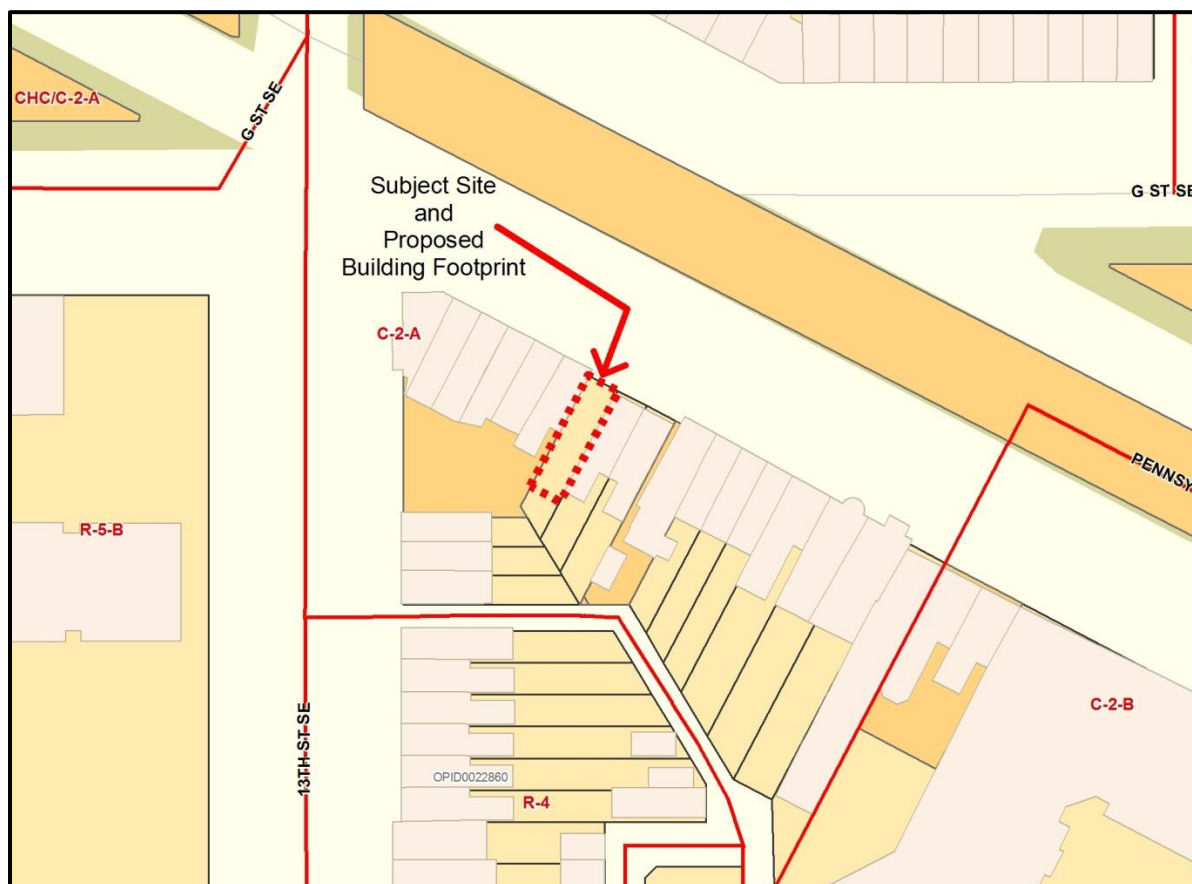 CHC/C-2-A
G ST SE
Subject Site
and
Proposed
Building Footprint
G ST SE
C-2-A
PENNSY
R-5-B
C-2-B
13TH ST SE
OPID0022860
R-4